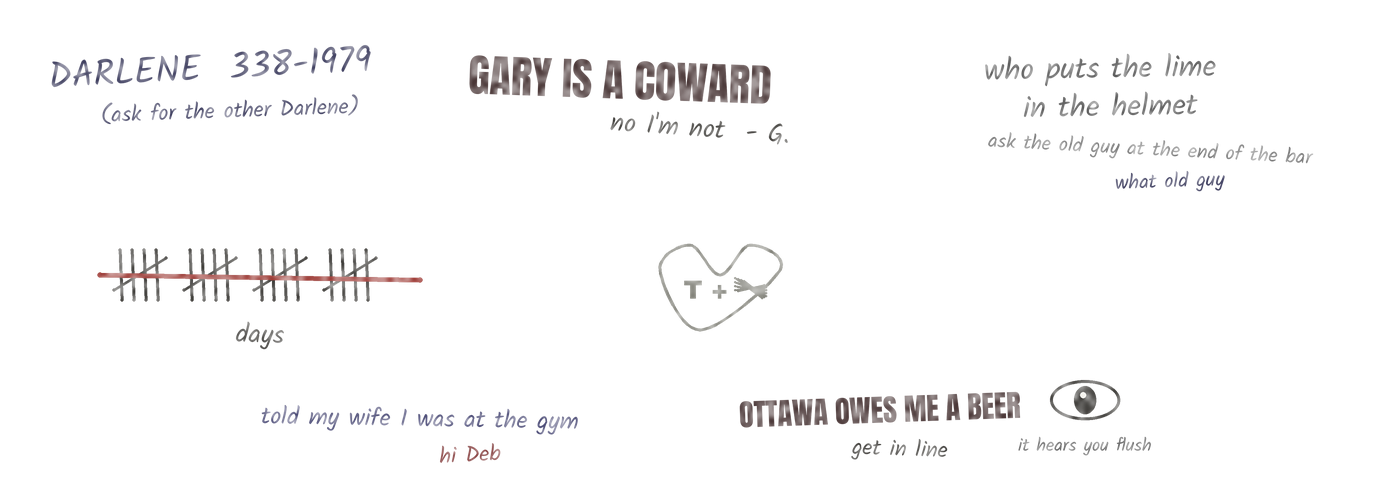 DARLENE 338-1979
(ask for the other Darlene)
GARY IS A COWARD
no I'm not - G.
who puts the lime
in the helmet
ask the old guy at the end of the bar
what old guy
days
T +
told my wife I was at the gym
hi Deb
OTTAWA OWES ME A BEER
get in line
it hears you flush